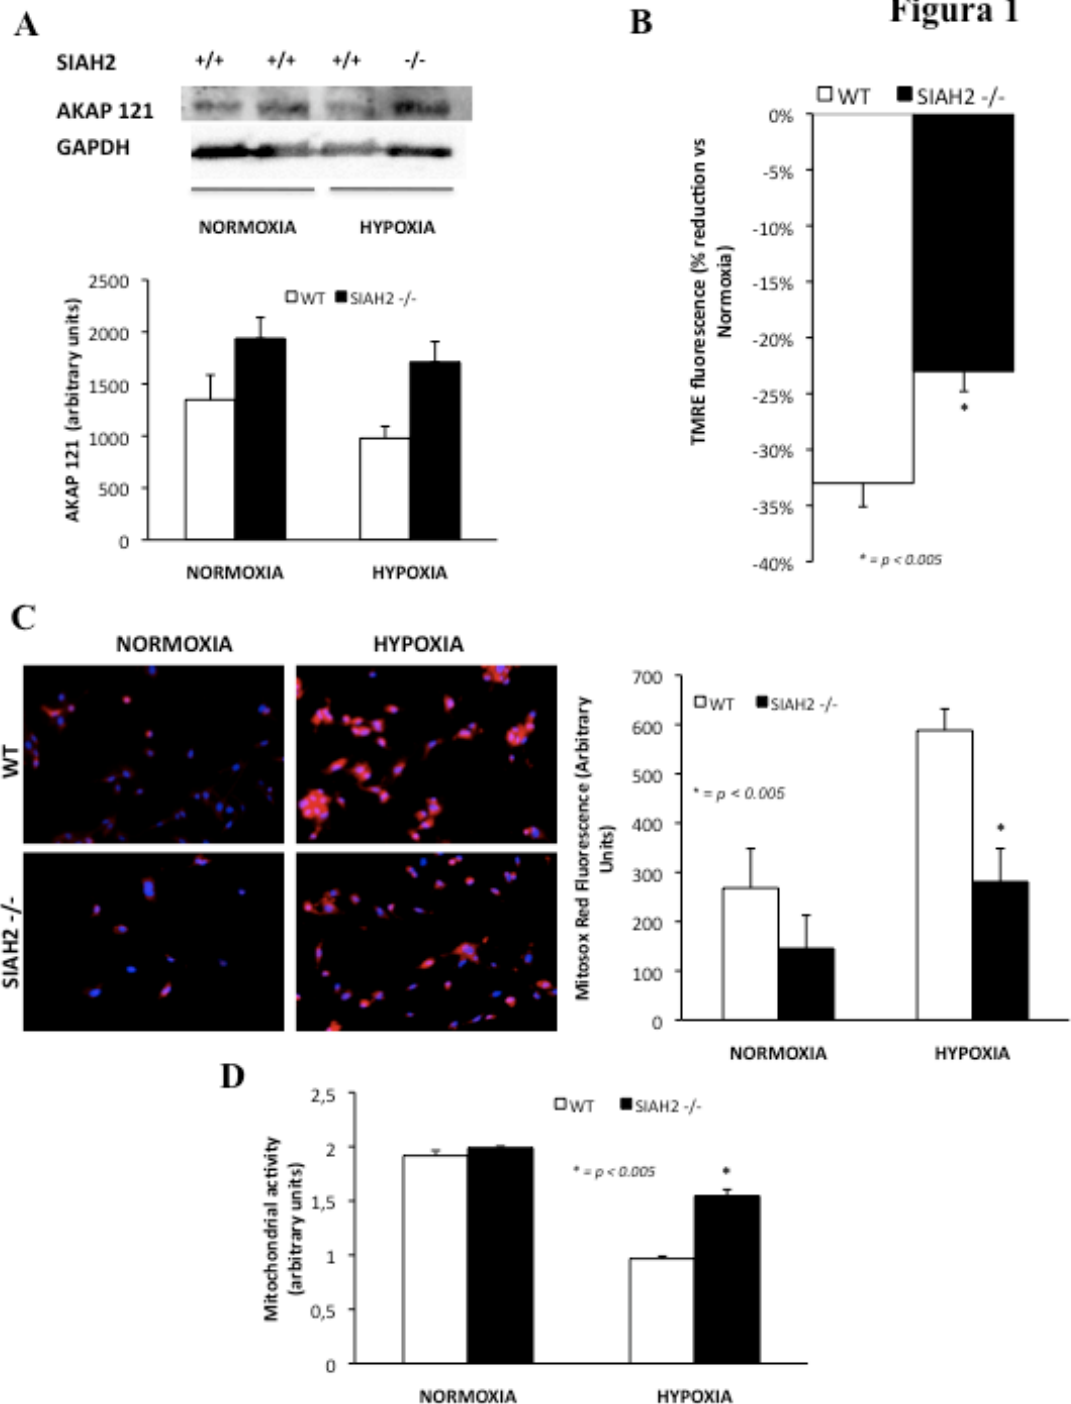 Figura 1
A
SIAH2 +/+ +/+ +/+ -/-
AKAP 121
GAPDH
NORMOXIA HYPOXIA
AKAP 121 (arbitrary units)
2500
2000
1500
1000
500
0
WT SIAH2 -/-
NORMOXIA HYPOXIA
B
WT SIAH2 -/-
TMRE fluorescence (% reduction vs
Normoxia)
0%
-5%
-10%
-15%
-20%
-25%
-30%
-35%
-40%
*
* = p < 0.005
C
NORMOXIA HYPOXIA
WT
SIAH2 -/-
Mitosox Red Fluorescence (Arbitrary
Units)
700
600
500
400
300
200
100
0
WT SIAH2 -/-
* = p < 0.005
*
NORMOXIA HYPOXIA
D
Mitochondrial activity
(arbitrary units)
2,5
2
1,5
1
0,5
0
WT SIAH2 -/-
* = p < 0.005
*
NORMOXIA HYPOXIA